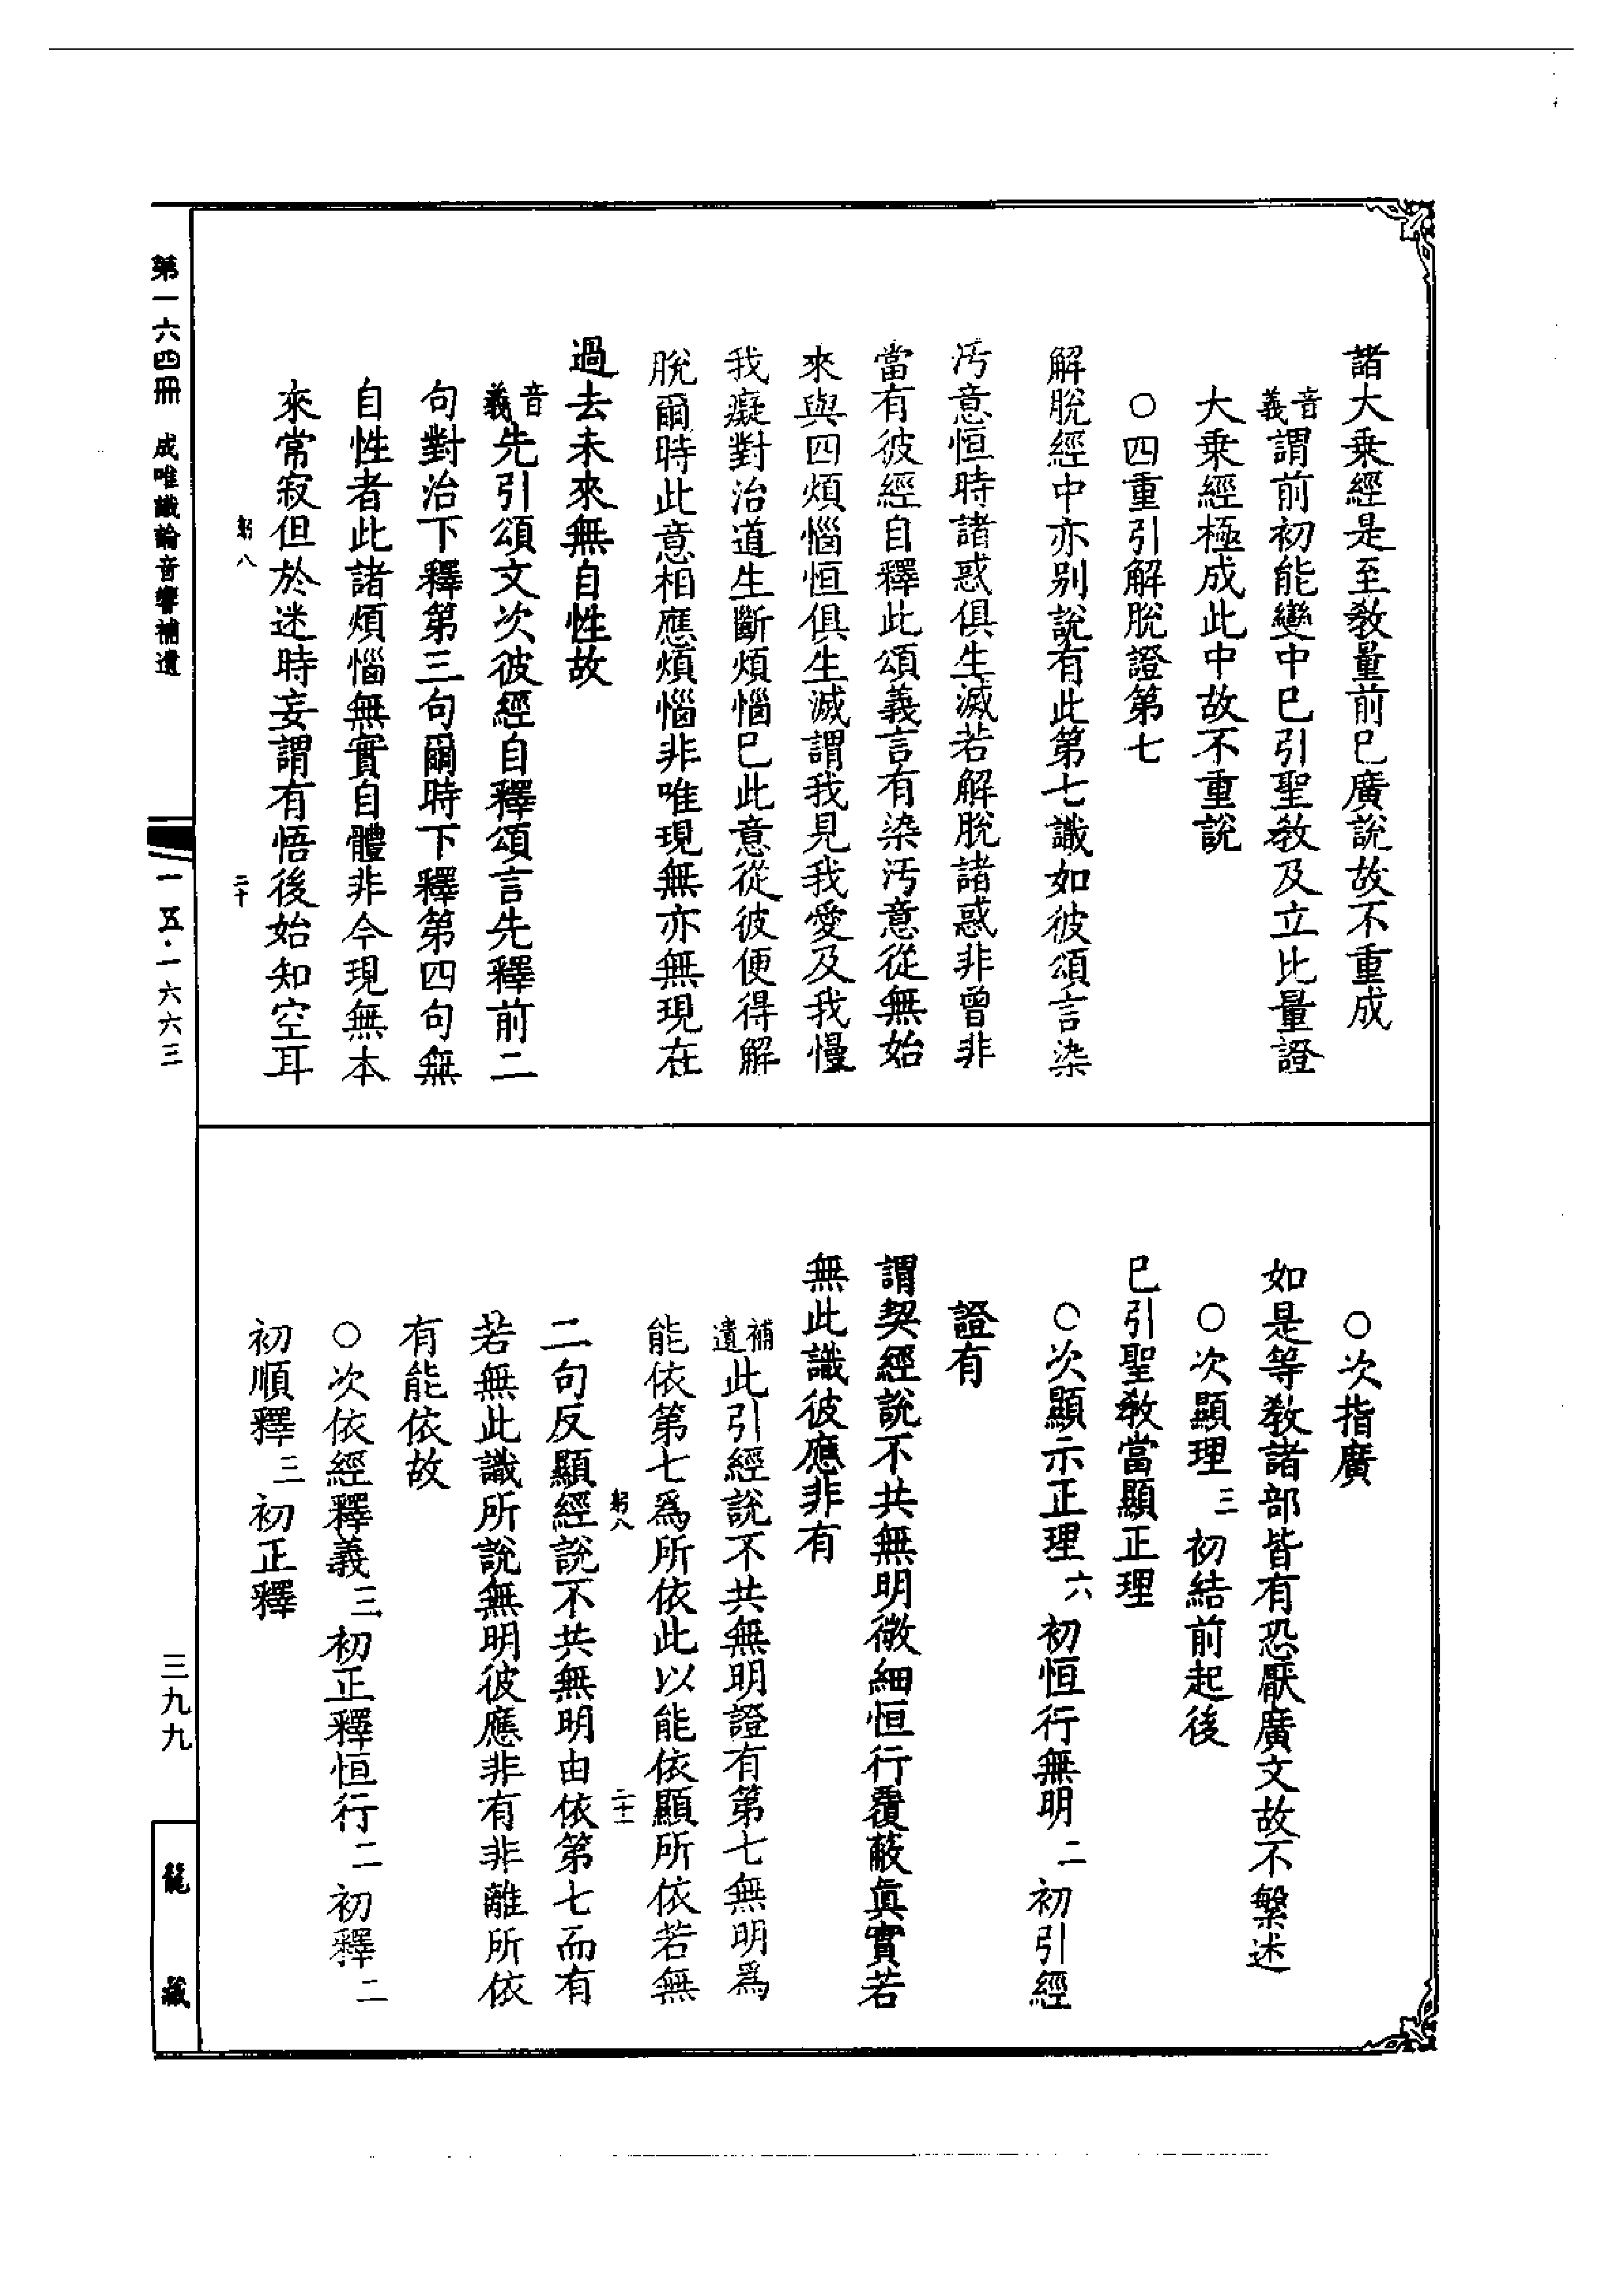 諸大乘經是至敎量前巳廣說故不重成
音義謂前初能變中巳引聖敎及立比量證
大乘經極成此中故不重說
○四重引解脫證第七
解脫經中亦别說有此第七識如彼頌言染
汚意恒時諸惑俱生滅若解脫諸惑非曾非
當有彼經自釋此頌義言有染汚意從無始
來與四煩惱恒俱生滅謂我見我愛及我慢
我癡對治道生斷煩惱巳此意從彼便得解
脫爾時此意相應煩惱非唯現無亦無現在
過去未來無自性故
音義先引頌文次彼經自釋頌言先釋前二
句對治下釋第三句爾時下釋第四句無
自性者此諸煩惱無實自體非今現無本
來常寂但於迷時妄謂有悟後始知空耳
八 二十
○次指廣
如是等敎諸部皆有恐厭廣文故不繁述
○次顯理三 初結前起後
巳引聖敎當顯正理
○次顯示正理六 初恒行無明二 初引經
證有
謂契經說不共無明微細恒行覆蔽眞實若
無此識彼應非有
補遺此引經說不共無明證有第七無明爲
能依第七爲所依此以能依顯所依若無
八 二十一
二句反顯經說不共無明由依第七而有
若無此識所說無明彼應非有非離所依
有能依故
○次依經釋義三 初正釋恒行二 初釋二
初順釋三 初正釋
第一六四冊 成唯識論音響補遺
一五·一六六三
三九九
龍藏